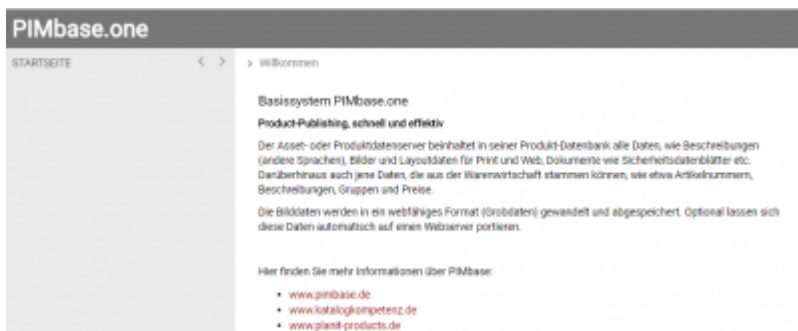 PIMbase.one
STARTSEITE < > > Willkommen
Basissystem PIMbase.one
Product-Publishing, schnell und effektiv
Der Asset- oder Produktdatenserver beinhaltet in seiner Produkt-Datenbank alle Daten, wie Beschreibungen
(andere Sprachen), Bilder und Layoutdaten für Print und Web, Dokumente wie Sicherheitsdatenblätter etc.
Darüberhinaus auch jene Daten, die aus der Warenwirtschaft stammen können, wie etwa Artikelnummern,
Beschreibungen, Gruppen und Preise.
Die Bilddaten werden in ein webfähiges Format (Grobdaten) gewandelt und abgespeichert. Optional lassen sich
diese Daten automatisch auf einen Webserver portieren.
Hier finden Sie mehr Informationen über PIMbase:
• www.pimbase.de
• www.katalogkompetenz.de
• www.planit-products.de